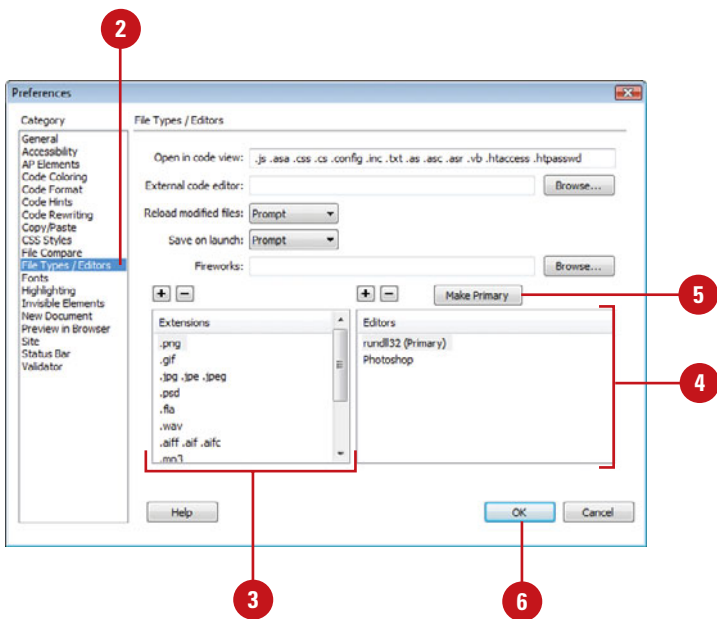 2
Preferences
Category
File Types / Editors
General
Accessibility
AP Elements
Code Coloring
Code Format
Code Hints
Code Rewriting
Copy/Paste
CSS Styles
File Compare
File Types / Editors
Fonts
Highlighting
Invisible Elements
New Document
Preview in Browser
Site
Status Bar
Validator
Open in code view: .js .asa .css .cs .config .inc .txt .as .asc .asr .vb .htaccess .htpasswd
External code editor: Browse...
Reload modified files: Prompt
Save on launch: Prompt
Fireworks: Browse...
+ − + − Make Primary
5
Extensions
.png
.gif
.jpg .jpe .jpeg
.psd
.fla
.wav
.aiff .aif .aifc
.mp3
Editors
rundll32 (Primary)
Photoshop
4
Help OK Cancel
3
6